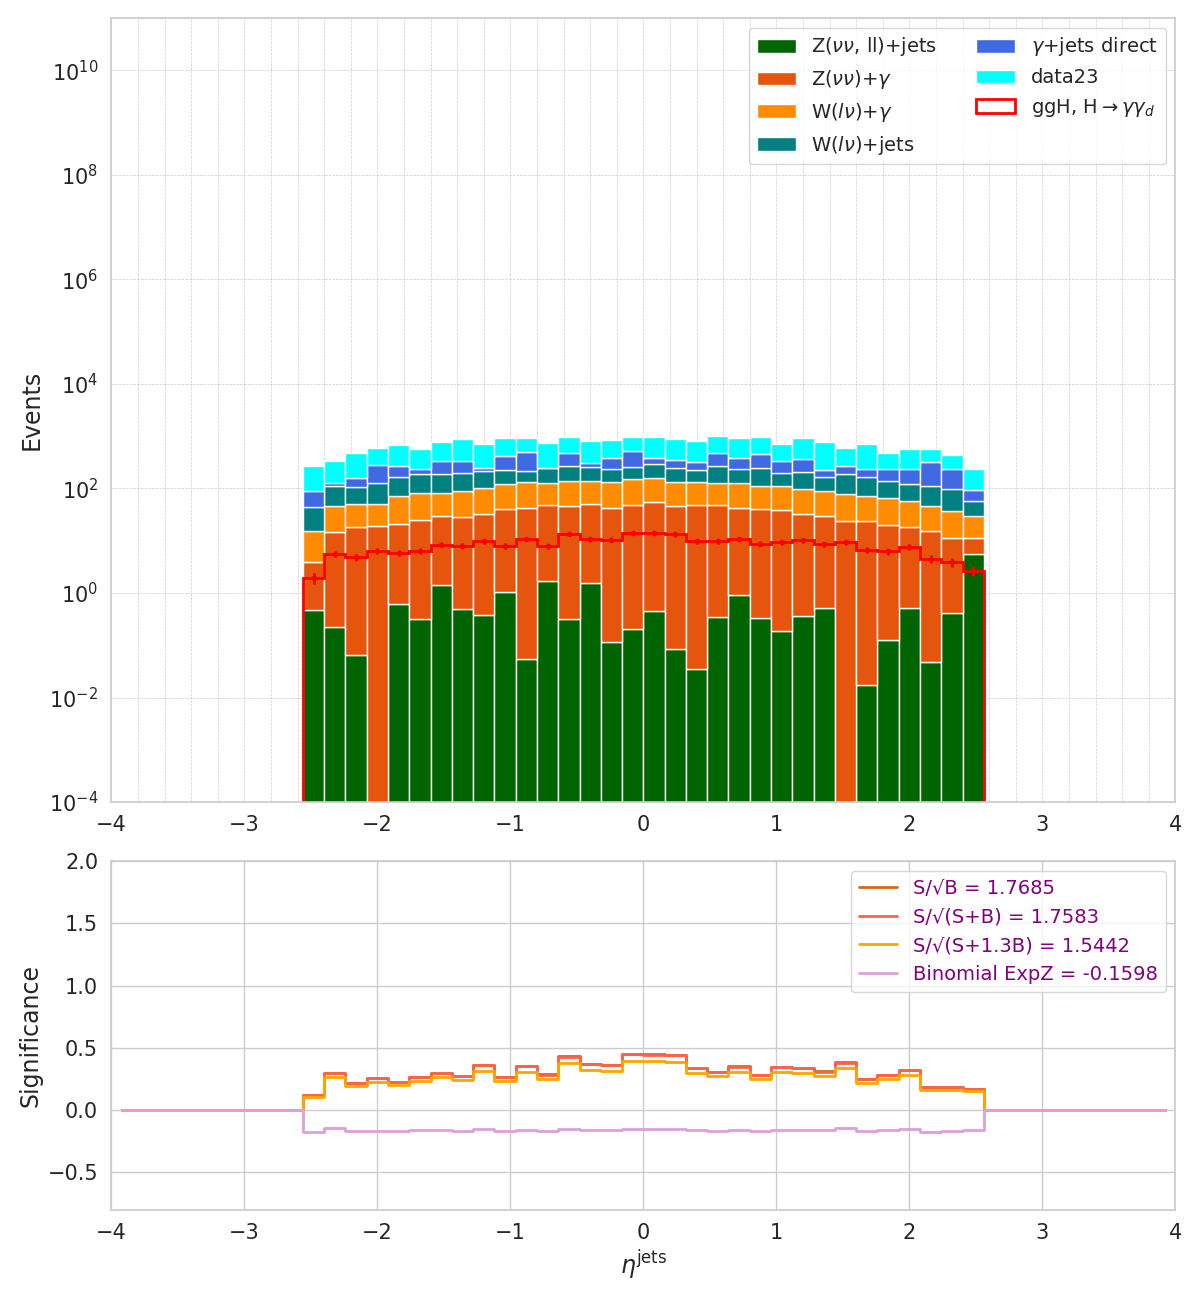 Z(νν, ll)+jets
Z(νν)+γ
W(lν)+γ
W(lν)+jets
γ+jets direct
data23
ggH, H→γγ_d
Events
10^10
10^8
10^6
10^4
10^2
10^0
10^−2
10^−4
−4 −3 −2 −1 0 1 2 3 4
S/√B = 1.7685
S/√(S+B) = 1.7583
S/√(S+1.3B) = 1.5442
Binomial ExpZ = -0.1598
Significance
2.0
1.5
1.0
0.5
0.0
−0.5
−4 −3 −2 −1 0 1 2 3 4
η^jets